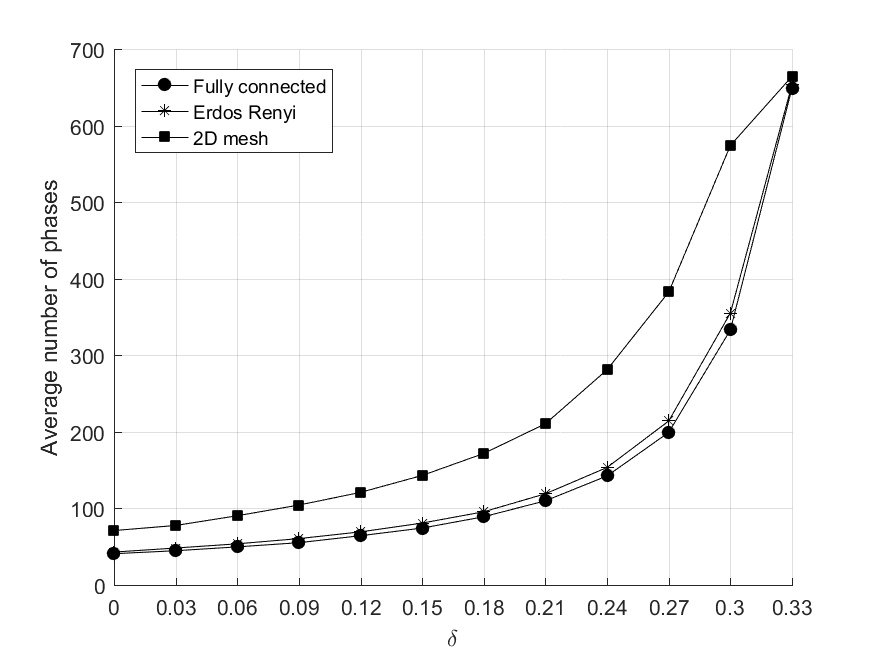 700
600
500
400
300
200
100
0
Average number of phases
Fully connected
Erdos Renyi
2D mesh
0 0.03 0.06 0.09 0.12 0.15 0.18 0.21 0.24 0.27 0.3 0.33
δ